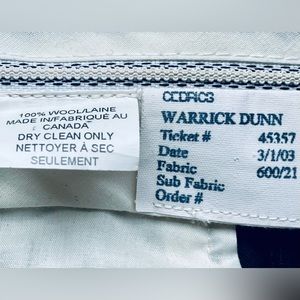 100% WOOL/LAINE
MADE IN/FABRIQUÉ AU
CANADA
DRY CLEAN ONLY
NETTOYER À SEC
SEULEMENT
CEDRICS
WARRICK DUNN
Ticket # 45357
Date 3/1/03
Fabric 600/21
Sub Fabric
Order #